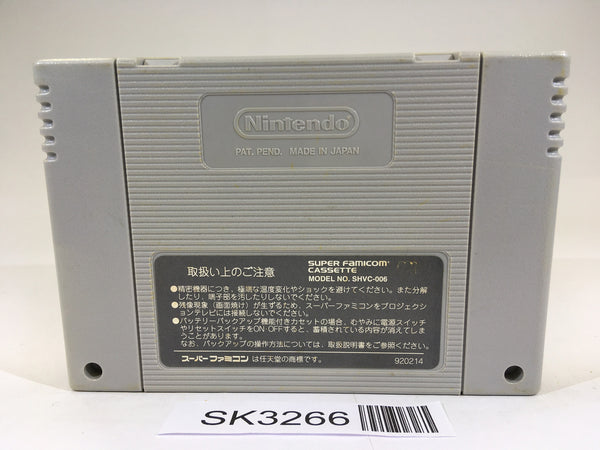 Nintendo
PAT. PEND. MADE IN JAPAN
取扱い上のご注意
SUPER FAMICOM
CASSETTE
MODEL NO. SHVC-006
●精密機器につき、極端な温度変化やショックを避けてください。また分解
したり、端子部を汚したりしないでください。
●残像現象（画面焼け）が生ずるため、スーパーファミコンをプロジェクシ
ョンテレビには接続しないでください。
●バッテリーバックアップ機能付きカセットの場合、むやみに電源スイッチ
やリセットスイッチをON・OFFすると、蓄積されている内容が消えてしま
うことがあります。
なお、バックアップの操作方法については、取扱説明書をご参照ください。
スーパーファミコン は任天堂の商標です。
920214
SK3266